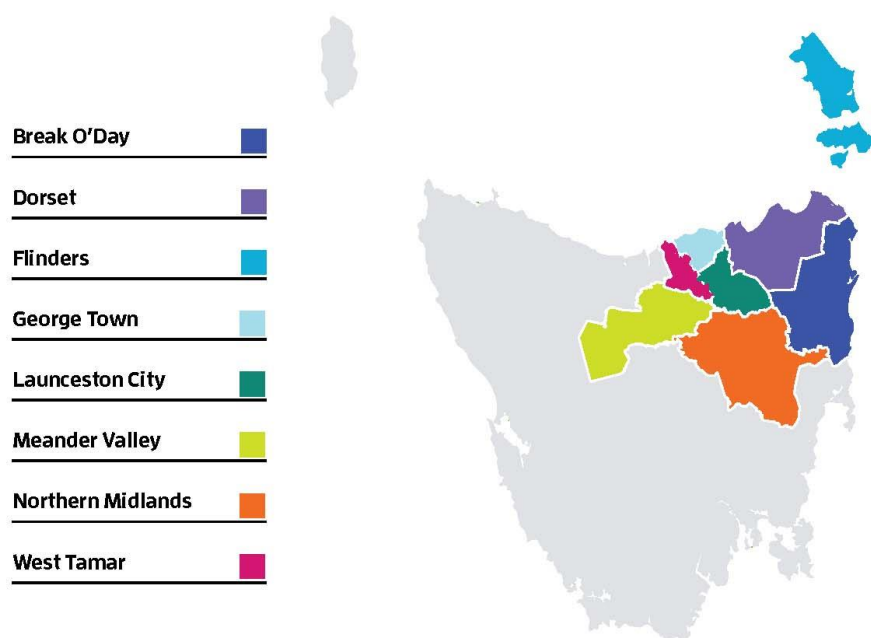 Break O'Day
Dorset
Flinders
George Town
Launceston City
Meander Valley
Northern Midlands
West Tamar